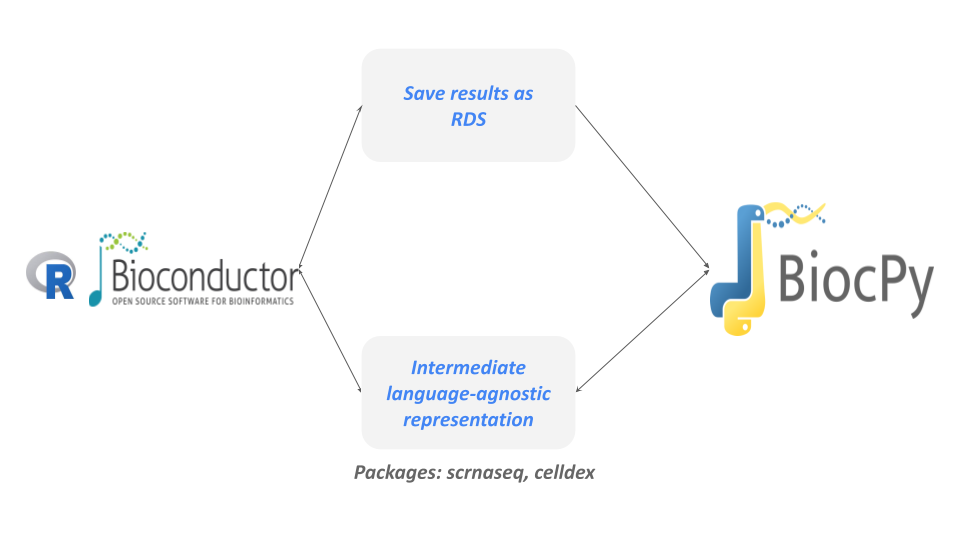 Save results as
RDS
R
Bioconductor
OPEN SOURCE SOFTWARE FOR BIOINFORMATICS
BiocPy
Intermediate
language-agnostic
representation
Packages: scrnaseq, celldex